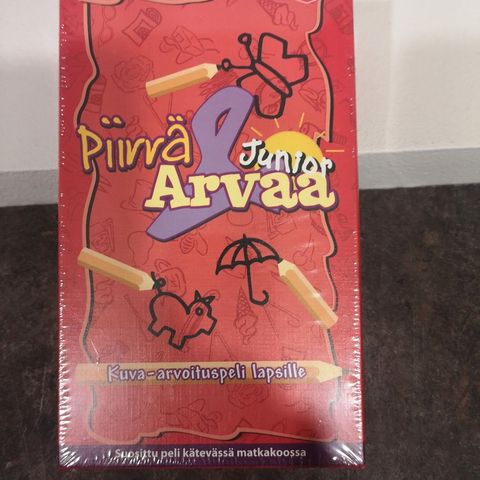 Piirrä
&
Junior
Arvaa
Kuva-arvoituspeli lapsille
Suosittu peli kätevässä matkakoossa